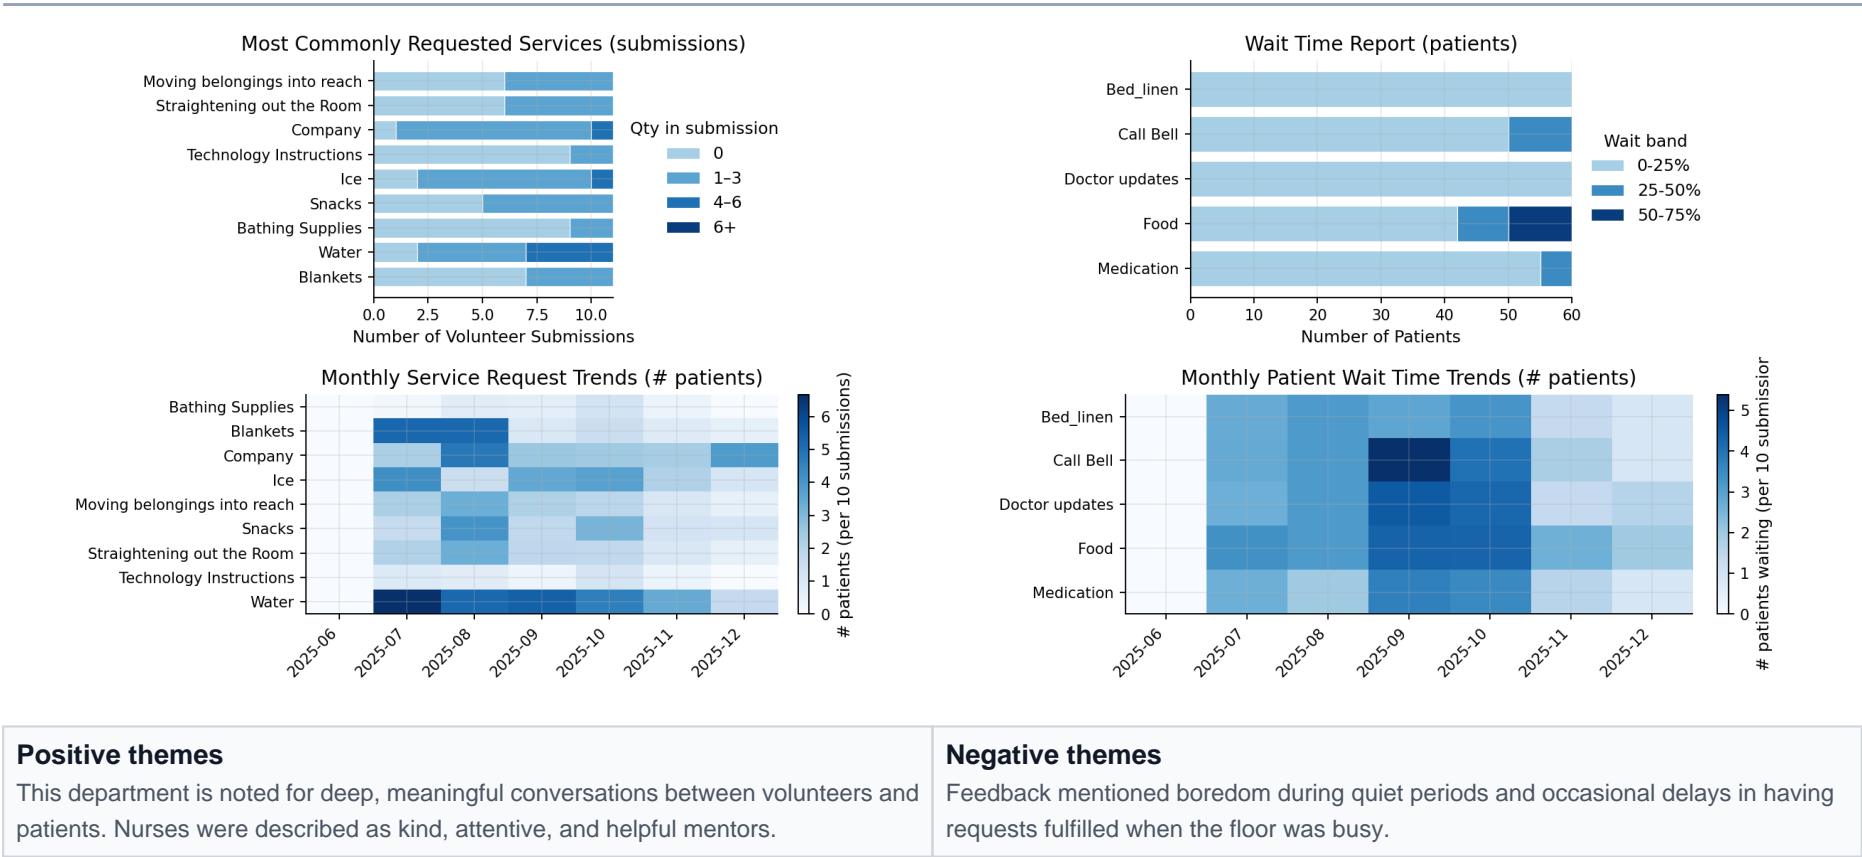 Most Commonly Requested Services (submissions)
Moving belongings into reach
Straightening out the Room
Company
Technology Instructions
Ice
Snacks
Bathing Supplies
Water
Blankets
0.0 2.5 5.0 7.5 10.0
Number of Volunteer Submissions
Qty in submission
0
1–3
4–6
6+
Wait Time Report (patients)
Bed_linen
Call Bell
Doctor updates
Food
Medication
0 10 20 30 40 50 60
Number of Patients
Wait band
0-25%
25-50%
50-75%
Monthly Service Request Trends (# patients)
Bathing Supplies
Blankets
Company
Ice
Moving belongings into reach
Snacks
Straightening out the Room
Technology Instructions
Water
2025-06 2025-07 2025-08 2025-09 2025-10 2025-11 2025-12
6
5
4
3
2
1
0
# patients (per 10 submissions)
Monthly Patient Wait Time Trends (# patients)
Bed_linen
Call Bell
Doctor updates
Food
Medication
2025-06 2025-07 2025-08 2025-09 2025-10 2025-11 2025-12
5
4
3
2
1
0
# patients waiting (per 10 submission
Positive themes
This department is noted for deep, meaningful conversations between volunteers and
patients. Nurses were described as kind, attentive, and helpful mentors.
Negative themes
Feedback mentioned boredom during quiet periods and occasional delays in having
requests fulfilled when the floor was busy.